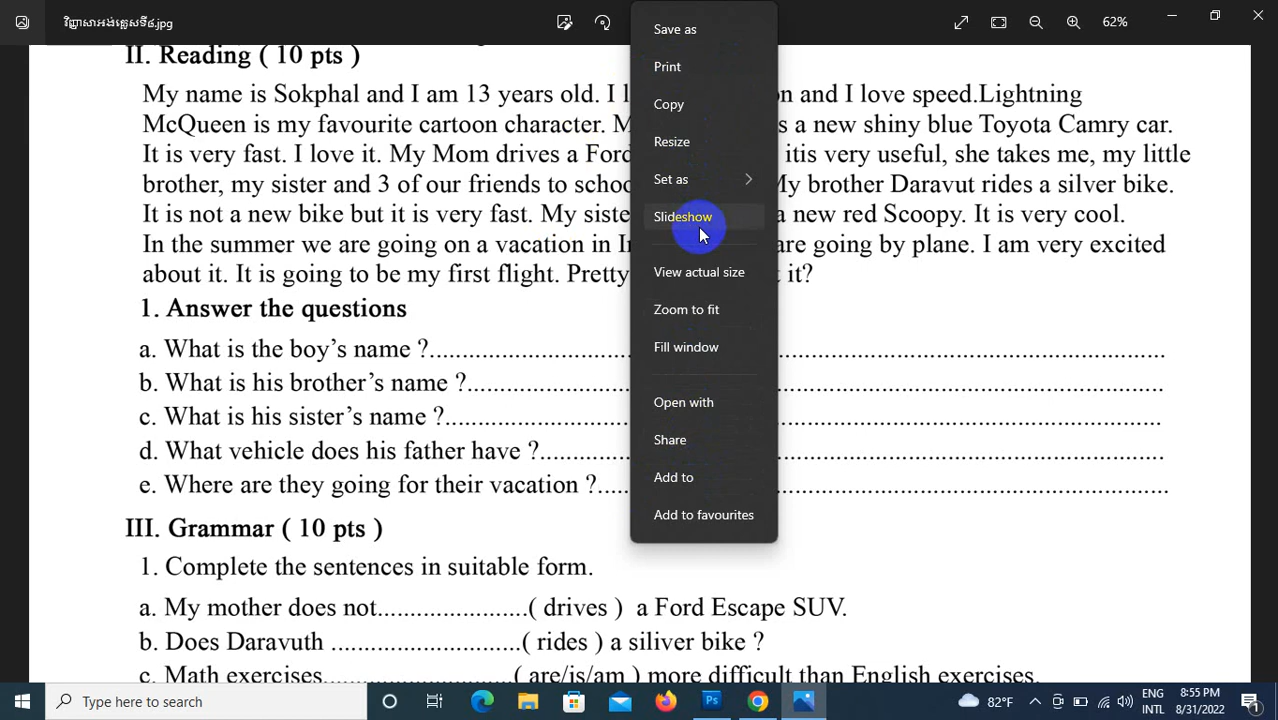 វិញ្ញាសាអង់គ្លេសទី៨.jpg
62%
Save as
Print
Copy
Resize
Set as
Slideshow
View actual size
Zoom to fit
Fill window
Open with
Share
Add to
Add to favourites
II. Reading ( 10 pts )
My name is Sokphal and I am 13 years old. I l on and I love speed.Lightning
McQueen is my favourite cartoon character. M s a new shiny blue Toyota Camry car.
It is very fast. I love it. My Mom drives a Ford itis very useful, she takes me, my little
brother, my sister and 3 of our friends to schoo My brother Daravut rides a silver bike.
It is not a new bike but it is very fast. My siste a new red Scoopy. It is very cool.
In the summer we are going on a vacation in In are going by plane. I am very excited
about it. It is going to be my first flight. Pretty it?
1. Answer the questions
a. What is the boy’s name ?..............................
b. What is his brother’s name ?..............................
c. What is his sister’s name ?..............................
d. What vehicle does his father have ?..............................
e. Where are they going for their vacation ?..............................
III. Grammar ( 10 pts )
1. Complete the sentences in suitable form.
a. My mother does not.......................( drives ) a Ford Escape SUV.
b. Does Daravuth ............................( rides ) a siliver bike ?
c. Math exercises............................( are/is/am ) more difficult than English exercises.
Type here to search
82°F
ENG
INTL
8:55 PM
8/31/2022